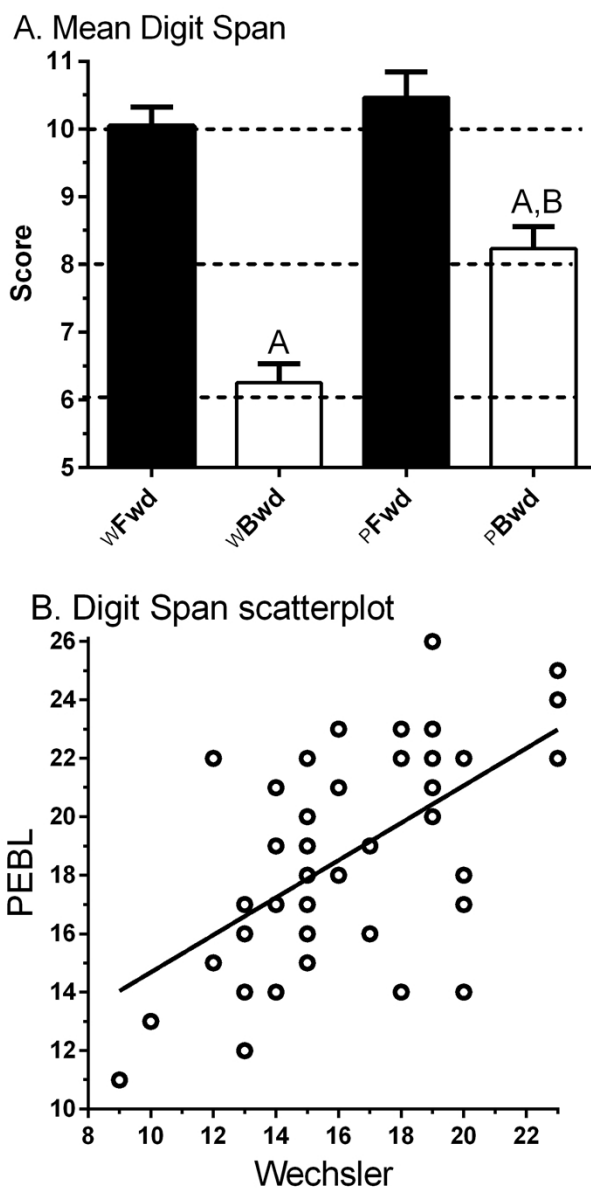 A. Mean Digit Span
11
10
9
8
7
6
5
Score
A
A,B
WFwd
WBwd
PFwd
PBwd
B. Digit Span scatterplot
26
24
22
20
18
16
14
12
10
PEBL
8
10
12
14
16
18
20
22
Wechsler